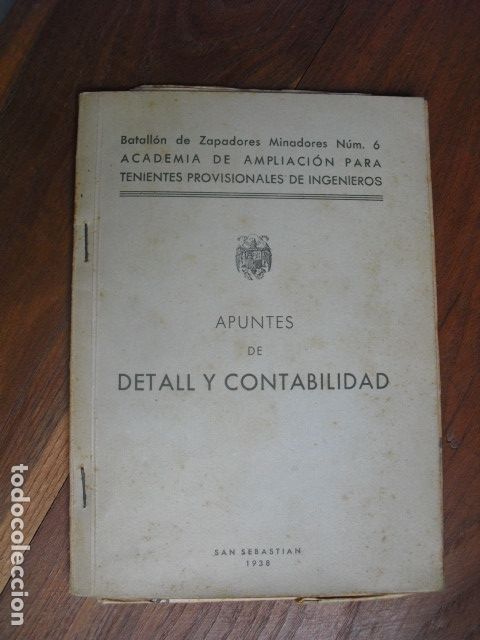 Batallón de Zapadores Minadores Núm. 6
ACADEMIA DE AMPLIACIÓN PARA
TENIENTES PROVISIONALES DE INGENIEROS
APUNTES
DE
DETALL Y CONTABILIDAD
SAN SEBASTIAN
1938
todocoleccion